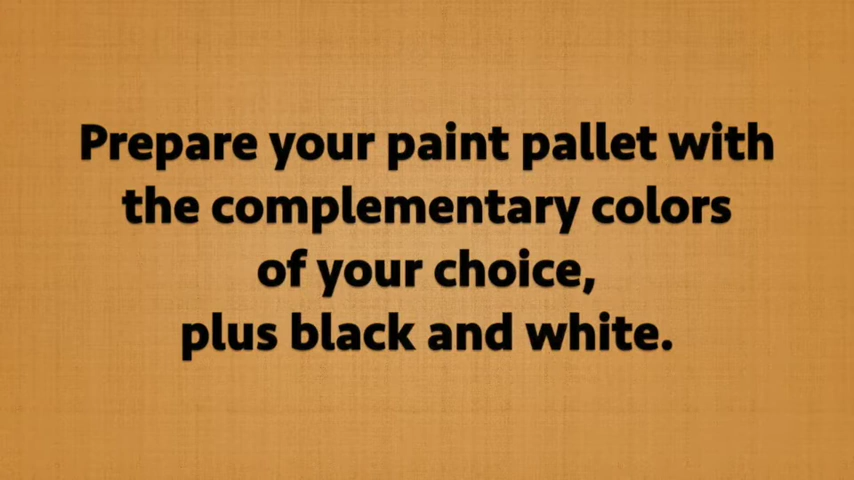 Prepare your paint pallet with
the complementary colors
of your choice,
plus black and white.